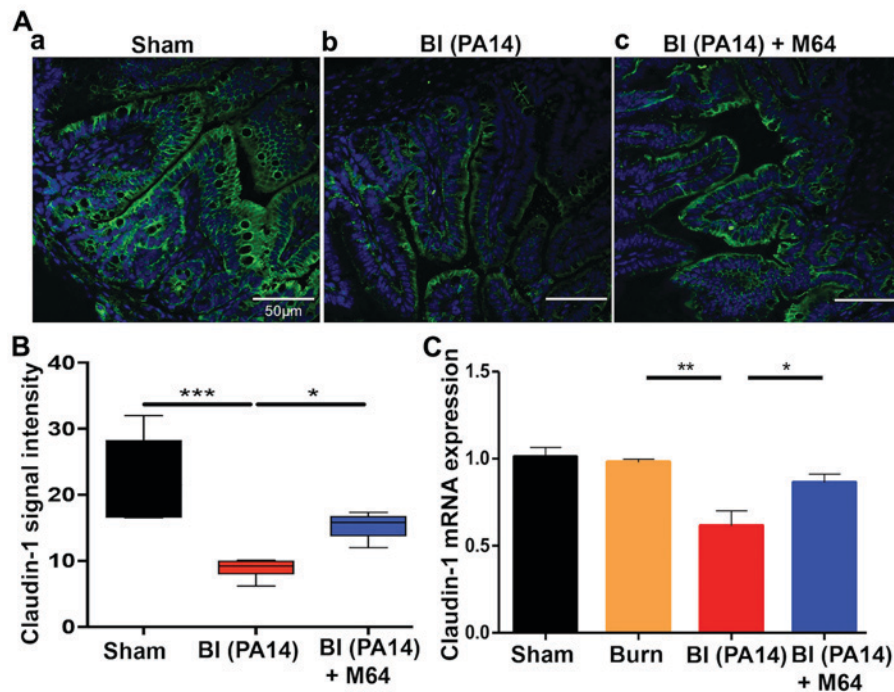 A
a
Sham
b
BI (PA14)
c
BI (PA14) + M64
50µm
B
Claudin-1 signal intensity
40
30
20
10
0
***
*
Sham
BI (PA14)
BI (PA14)
+ M64
C
Claudin-1 mRNA expression
1.5
1.0
0.5
0.0
**
*
Sham
Burn
BI (PA14)
BI (PA14)
+ M64